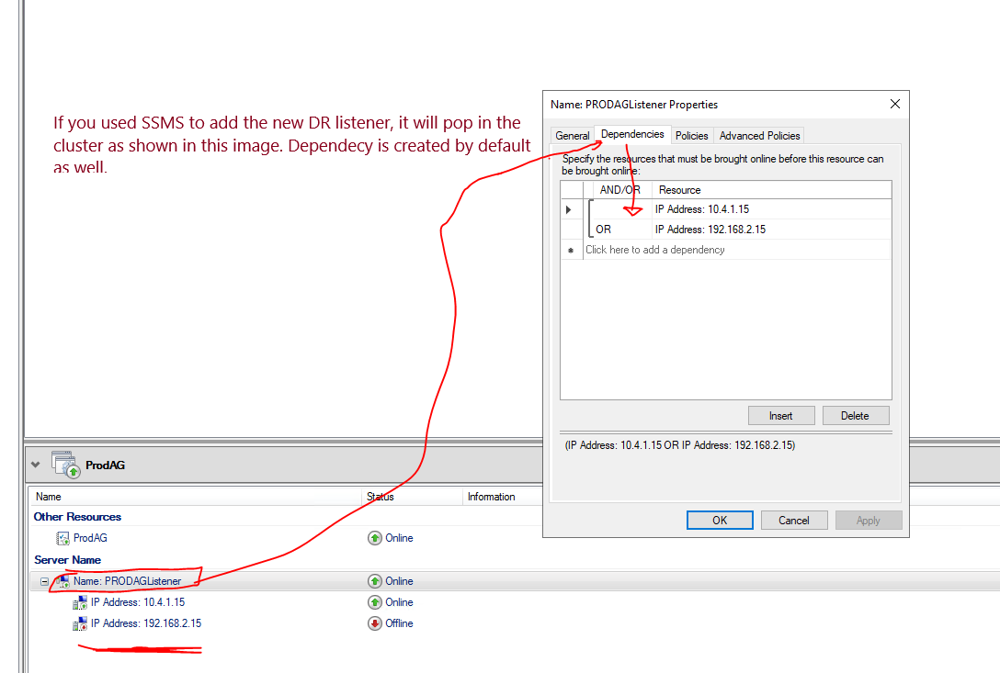 If you used SSMS to add the new DR listener, it will pop in the
cluster as shown in this image. Dependecy is created by default
as well.
Name: PRODAGListener Properties
General Dependencies Policies Advanced Policies
Specify the resources that must be brought online before this resource can
be brought online:
AND/OR Resource
IP Address: 10.4.1.15
OR IP Address: 192.168.2.15
Click here to add a dependency
Insert Delete
(IP Address: 10.4.1.15 OR IP Address: 192.168.2.15)
OK Cancel Apply
ProdAG
Name Status Information
Other Resources
ProdAG Online
Server Name
Name: PRODAGListener Online
IP Address: 10.4.1.15 Online
IP Address: 192.168.2.15 Offline